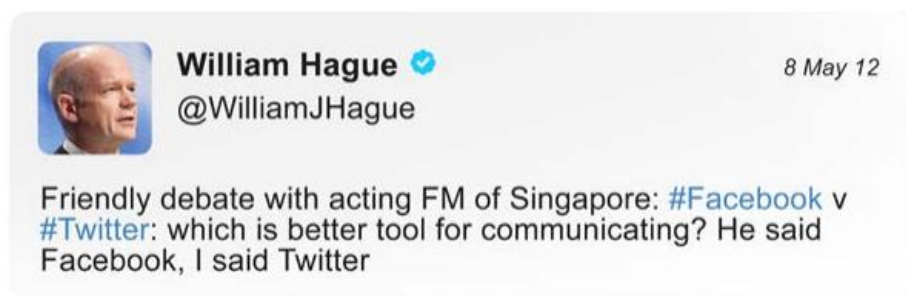 William Hague
8 May 12
@WilliamJHague
Friendly debate with acting FM of Singapore: #Facebook v
#Twitter: which is better tool for communicating? He said
Facebook, I said Twitter